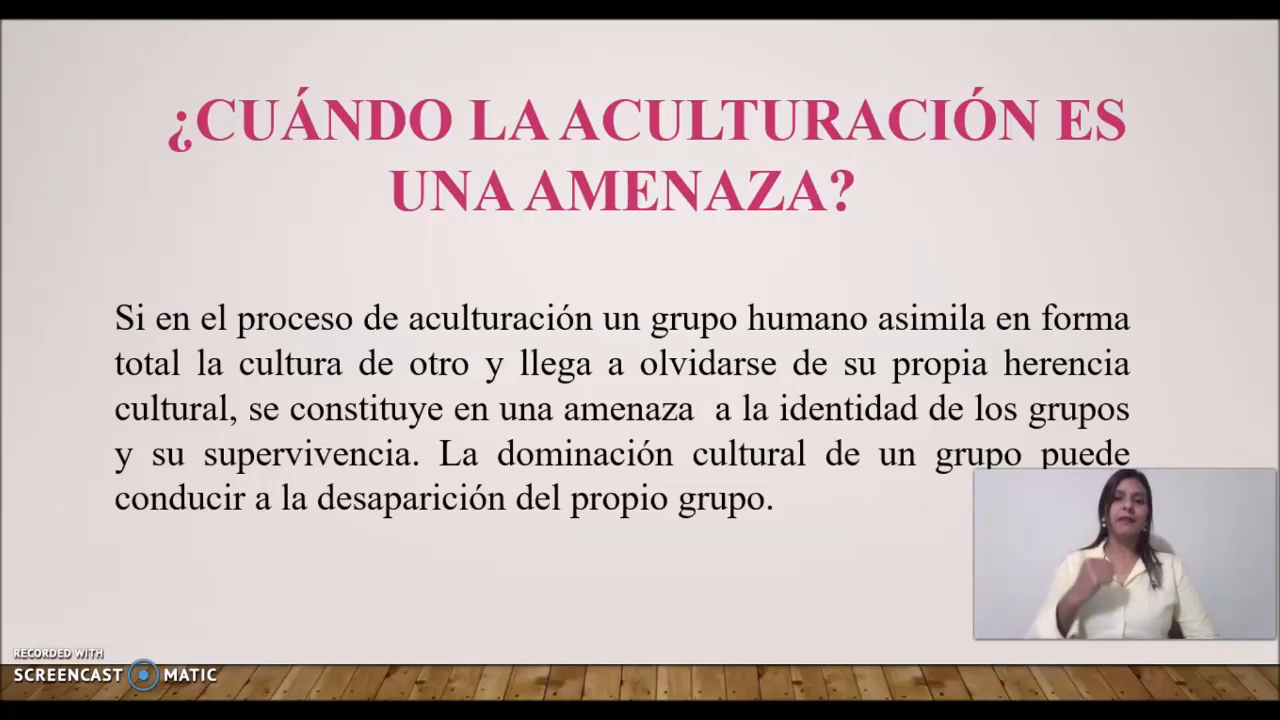 ¿CUÁNDO LA ACULTURACIÓN ES
UNA AMENAZA?
Si en el proceso de aculturación un grupo humano asimila en forma
total la cultura de otro y llega a olvidarse de su propia herencia
cultural, se constituye en una amenaza a la identidad de los grupos
y su supervivencia. La dominación cultural de un grupo puede
conducir a la desaparición del propio grupo.
RECORDED WITH
SCREENCAST MATIC